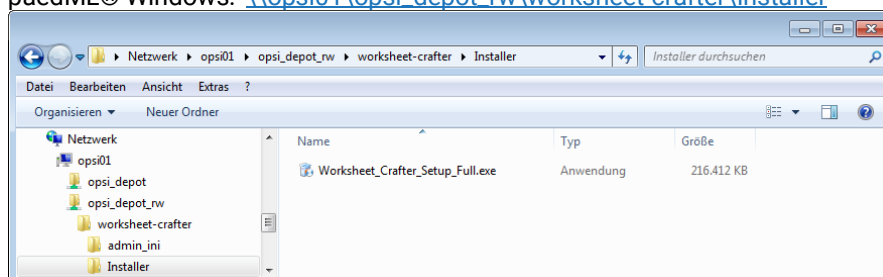 paedML® Windows: \\opsi01\opsi_depot_rw\worksheet-crafter\Installer
Netzwerk ▸ opsi01 ▸ opsi_depot_rw ▸ worksheet-crafter ▸ Installer
Installer durchsuchen
Datei Bearbeiten Ansicht Extras ?
Organisieren Neuer Ordner
Netzwerk
opsi01
opsi_depot
opsi_depot_rw
worksheet-crafter
admin_ini
Installer
Name Typ Größe
Worksheet_Crafter_Setup_Full.exe Anwendung 216.412 KB